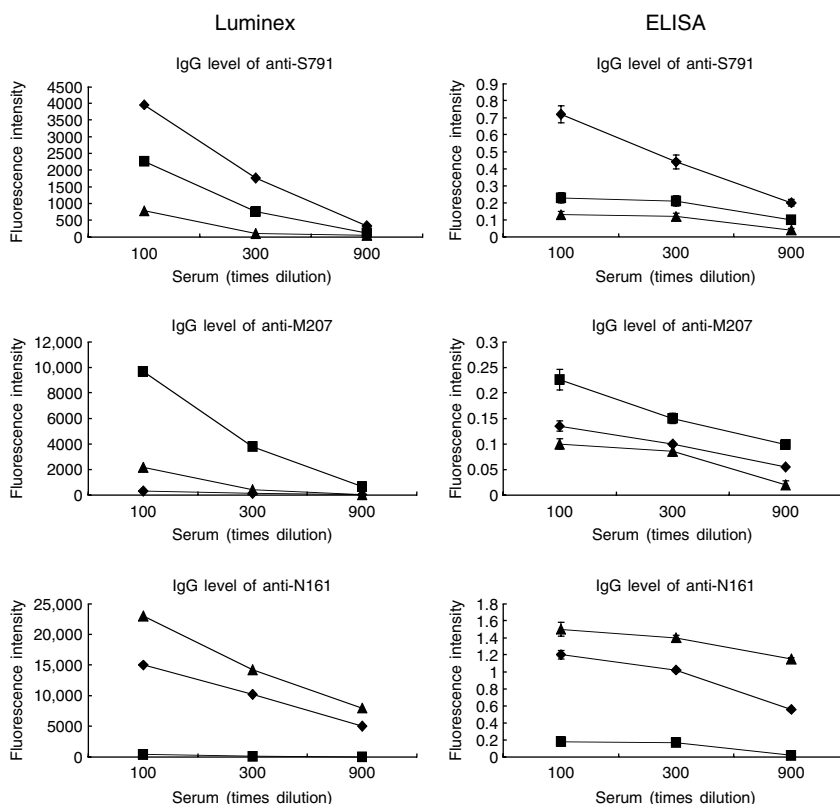 Luminex
ELISA
IgG level of anti-S791
Fluorescence intensity
4500
4000
3500
3000
2500
2000
1500
1000
500
0
100 300 900
Serum (times dilution)
IgG level of anti-S791
Fluorescence intensity
0.9
0.8
0.7
0.6
0.5
0.4
0.3
0.2
0.1
0
100 300 900
Serum (times dilution)
IgG level of anti-M207
Fluorescence intensity
12,000
10,000
8000
6000
4000
2000
0
100 300 900
Serum (times dilution)
IgG level of anti-M207
Fluorescence intensity
0.3
0.25
0.2
0.15
0.1
0.05
0
100 300 900
Serum (times dilution)
IgG level of anti-N161
Fluorescence intensity
25,000
20,000
15,000
10,000
5000
0
100 300 900
Serum (times dilution)
IgG level of anti-N161
Fluorescence intensity
1.8
1.6
1.4
1.2
1
0.8
0.6
0.4
0.2
0
100 300 900
Serum (times dilution)